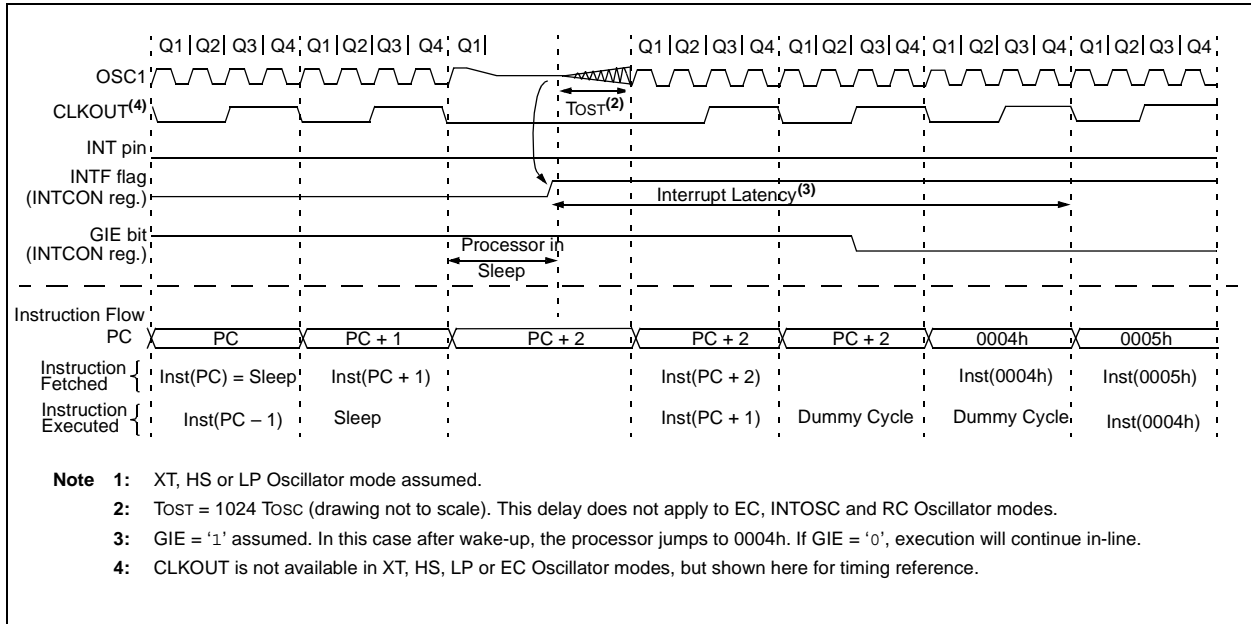 Q1 Q2 Q3 Q4 Q1 Q2 Q3 Q4 Q1 Q1 Q2 Q3 Q4 Q1 Q2 Q3 Q4 Q1 Q2 Q3 Q4 Q1 Q2 Q3 Q4
OSC1
TOST(2)
CLKOUT(4)
INT pin
INTF flag
(INTCON reg.)
Interrupt Latency(3)
GIE bit
(INTCON reg.)
Processor in
Sleep
Instruction Flow
PC PC PC + 1 PC + 2 PC + 2 PC + 2 0004h 0005h
Instruction
Fetched
Inst(PC) = Sleep Inst(PC + 1) Inst(PC + 2) Inst(0004h) Inst(0005h)
Instruction
Executed
Inst(PC – 1) Sleep Inst(PC + 1) Dummy Cycle Dummy Cycle Inst(0004h)
Note 1: XT, HS or LP Oscillator mode assumed.
2: TOST = 1024 TOSC (drawing not to scale). This delay does not apply to EC, INTOSC and RC Oscillator modes.
3: GIE = ‘1’ assumed. In this case after wake-up, the processor jumps to 0004h. If GIE = ‘0’, execution will continue in-line.
4: CLKOUT is not available in XT, HS, LP or EC Oscillator modes, but shown here for timing reference.